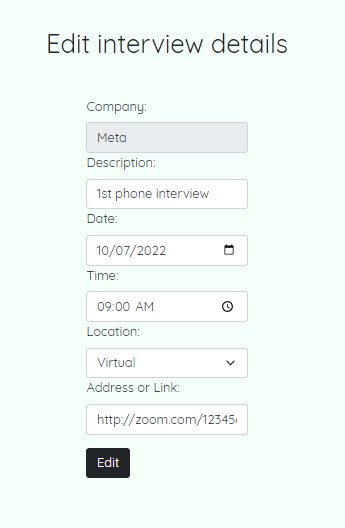 Edit interview details
Company:
Meta
Description:
1st phone interview
Date:
10/07/2022
Time:
09:00 AM
Location:
Virtual
Address or Link:
http://zoom.com/12345
Edit